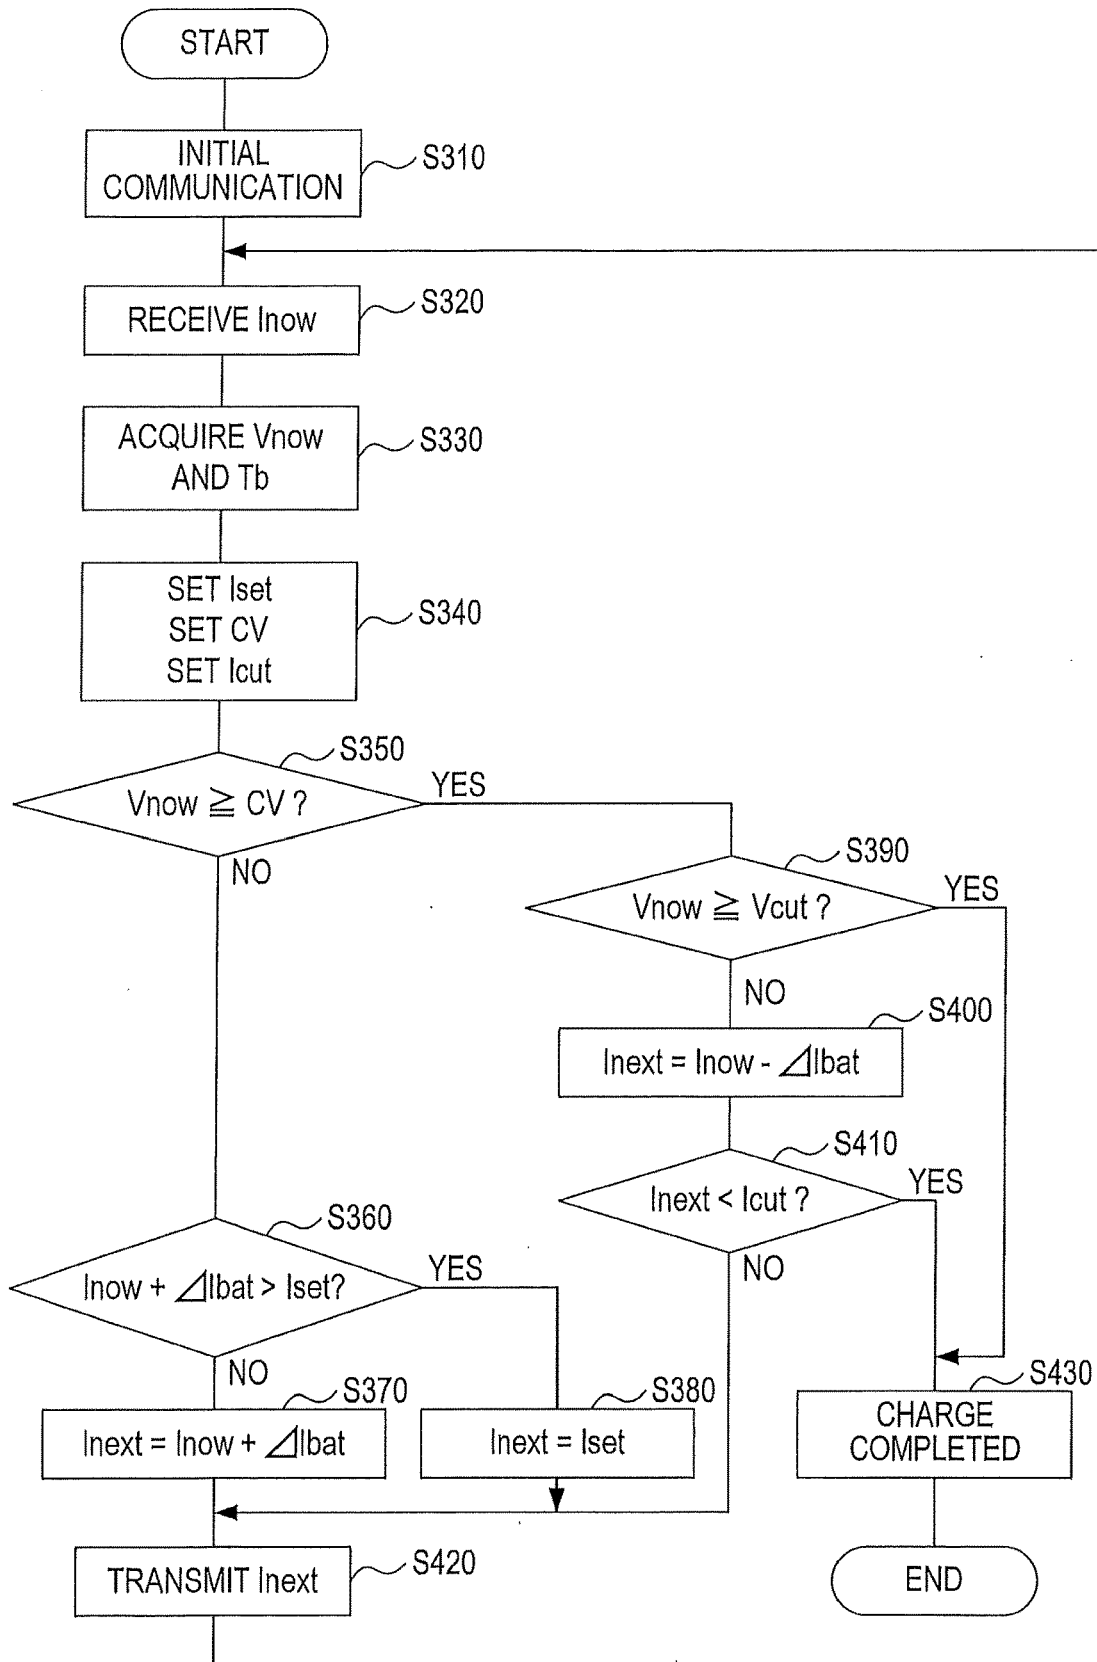 START
INITIAL
COMMUNICATION
S310
RECEIVE Inow
S320
ACQUIRE Vnow
AND Tb
S330
SET Iset
SET CV
SET Icut
S340
S350
Vnow ≧ CV ?
YES
NO
S390
Vnow ≧ Vcut ?
YES
NO
S400
Inext = Inow - ⊿Ibat
S410
Inext < Icut ?
YES
NO
S360
Inow + ⊿Ibat > Iset?
YES
NO
S370
Inext = Inow + ⊿Ibat
S380
Inext = Iset
S430
CHARGE
COMPLETED
S420
TRANSMIT Inext
END